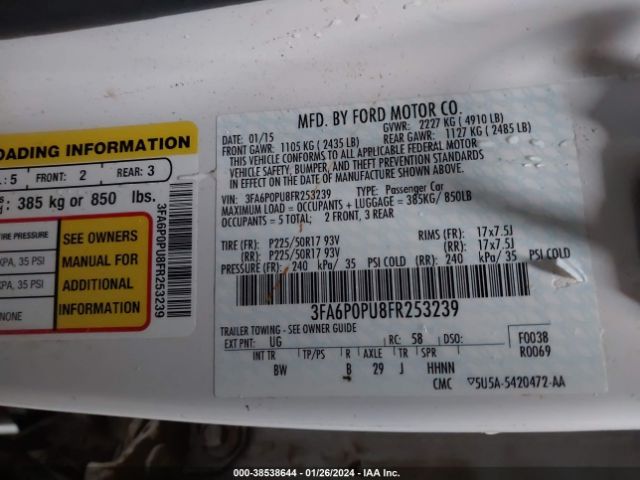 MFD. BY FORD MOTOR CO.
DATE: 01/15
GVWR: 2227 KG ( 4910 LB)
FRONT GAWR: 1105 KG ( 2435 LB)
REAR GAWR: 1127 KG ( 2485 LB)
THIS VEHICLE CONFORMS TO ALL APPLICABLE FEDERAL MOTOR
VEHICLE SAFETY, BUMPER, AND THEFT PREVENTION STANDARDS
IN EFFECT ON THE DATE OF MANUFACTURE SHOWN ABOVE.
VIN: 3FA6P0PU8FR253239
TYPE: Passenger Car
MAXIMUM LOAD = OCCUPANTS + LUGGAGE = 385KG/ 850LB
OCCUPANTS = 5 TOTAL; 2 FRONT, 3 REAR
TIRE (FR): P225/50R17 93V
RIMS (FR): 17x7.5J
(RR): P225/50R17 93V
(RR): 17x7.5J
PRESSURE (FR): 240 kPa/ 35 PSI COLD (RR): 240 kPa/ 35 PSI COLD
3FA6P0PU8FR253239
TRAILER TOWING - SEE OWNER GUIDE
EXT PNT: UG RC: 58 DSO:
F0038
R0069
INT TR TP/PS R AXLE TR SPR
BW B 29 J HHNN
CMC 5U5A-5420472-AA
OADING INFORMATION
: 5 FRONT: 2 REAR: 3
385 kg or 850 lbs.
TIRE PRESSURE
KPA, 35 PSI
KPA, 35 PSI
NONE
SEE OWNERS
MANUAL FOR
ADDITIONAL
INFORMATION
3FA6P0PU8FR253239
000-38538644 - 01/26/2024 - IAA Inc.